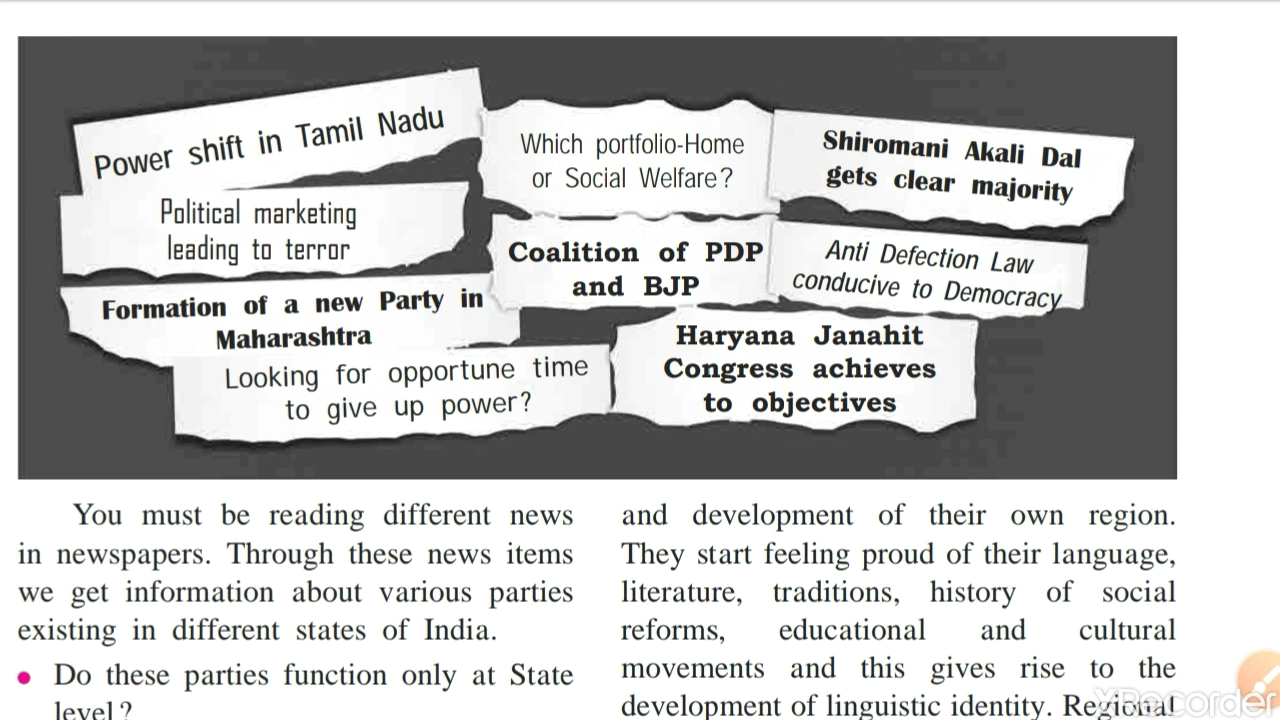 Power shift in Tamil Nadu
Which portfolio-Home
or Social Welfare?
Shiromani Akali Dal
gets clear majority
Political marketing
leading to terror
Coalition of PDP
and BJP
Anti Defection Law
conducive to Democracy
Formation of a new Party in
Maharashtra
Haryana Janahit
Congress achieves
to objectives
Looking for opportune time
to give up power?
You must be reading different news
in newspapers. Through these news items
we get information about various parties
existing in different states of India.
• Do these parties function only at State
level?
and development of their own region.
They start feeling proud of their language,
literature, traditions, history of social
reforms, educational and cultural
movements and this gives rise to the
development of linguistic identity. Regional
XRecorder